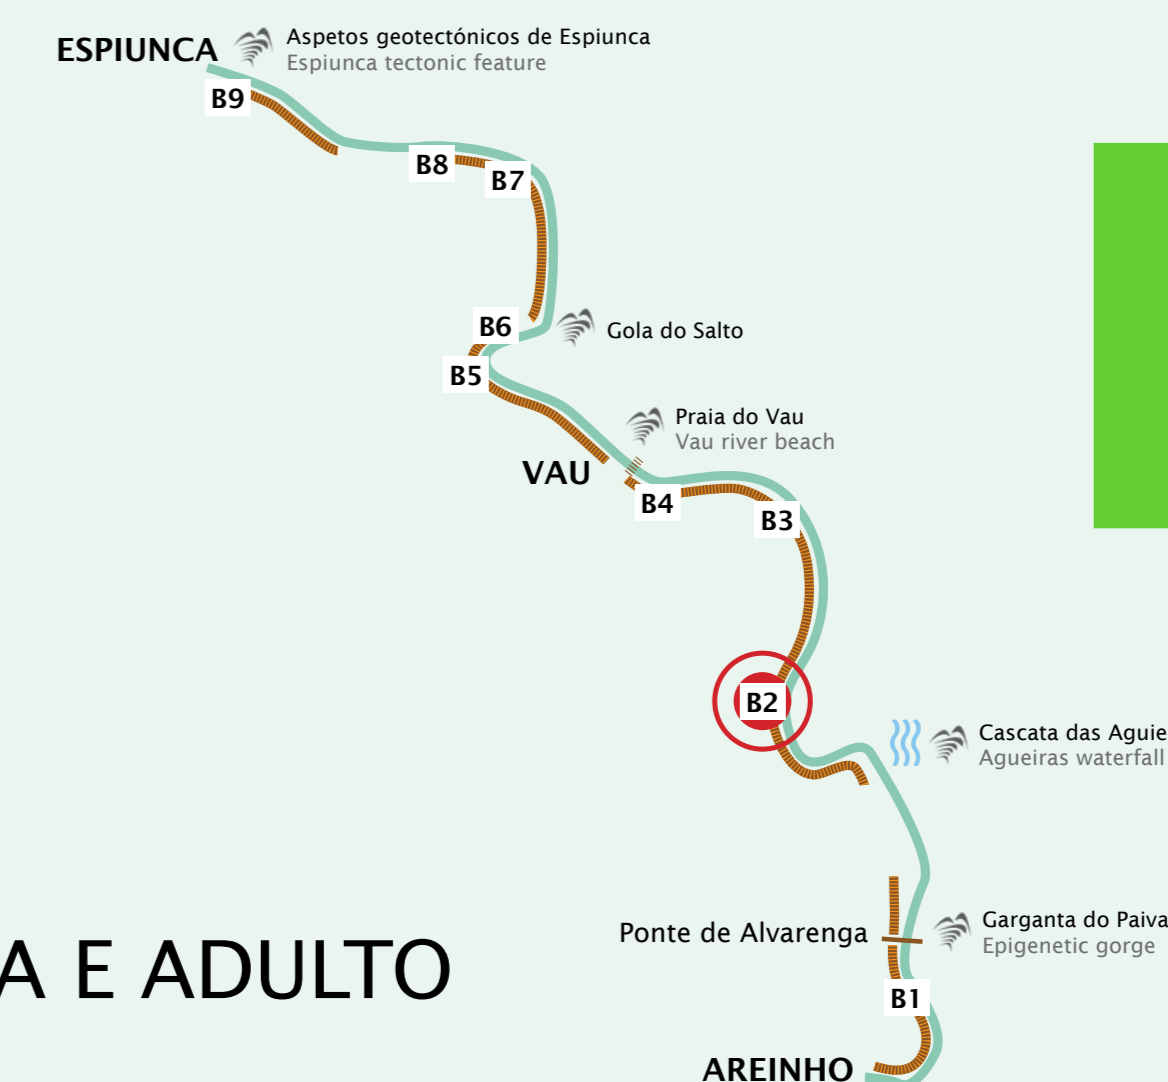 ESPIUNCA
Aspetos geotectónicos de Espiunca
Espiunca tectonic feature
B9
B8
B7
B6
Gola do Salto
B5
Praia do Vau
Vau river beach
VAU
B4
B3
B2
Cascata das Aguie
Agueiras waterfall
Ponte de Alvarenga
Garganta do Paiva
Epigenetic gorge
A E ADULTO
B1
AREINHO